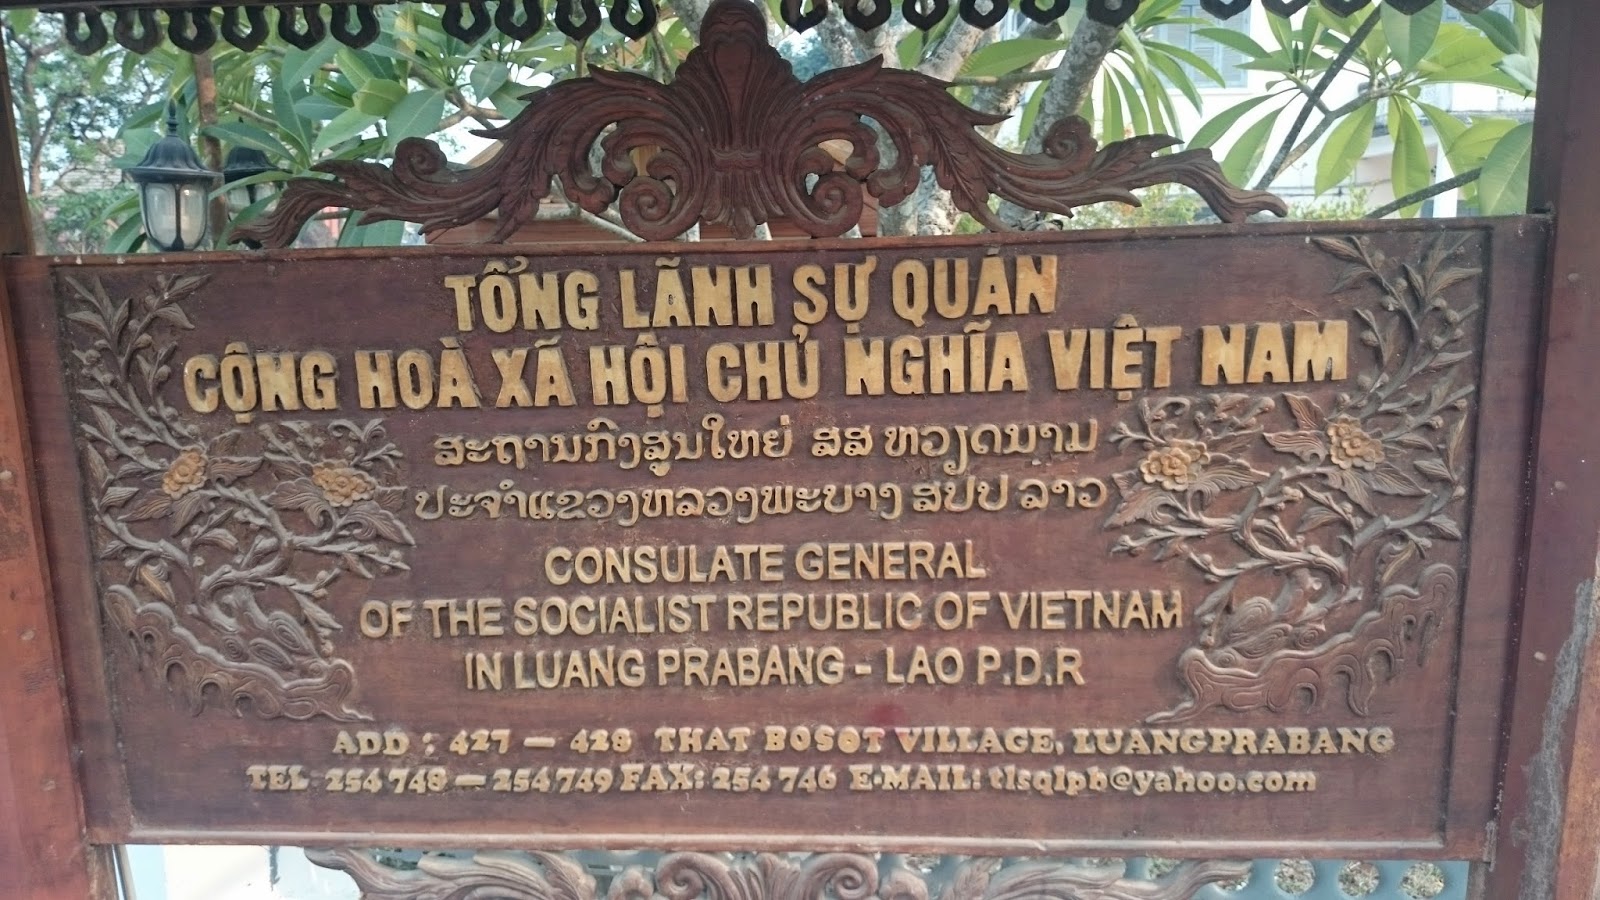 TỔNG LÃNH SỰ QUÁN
CỘNG HOÀ XÃ HỘI CHỦ NGHĨA VIỆT NAM
ສະຖານກົງສູນໃຫຍ່ ສສ ຫວຽດນາມ
ປະຈຳແຂວງຫລວງພະບາງ ສປປ ລາວ
CONSULATE GENERAL
OF THE SOCIALIST REPUBLIC OF VIETNAM
IN LUANG PRABANG - LAO P.D.R
ADD : 427 - 428 THAT BOSOT VILLAGE, LUANGPRABANG
TEL 254 748 - 254 749 FAX: 254 746 E-MAIL: tlsqlpb@yahoo.com